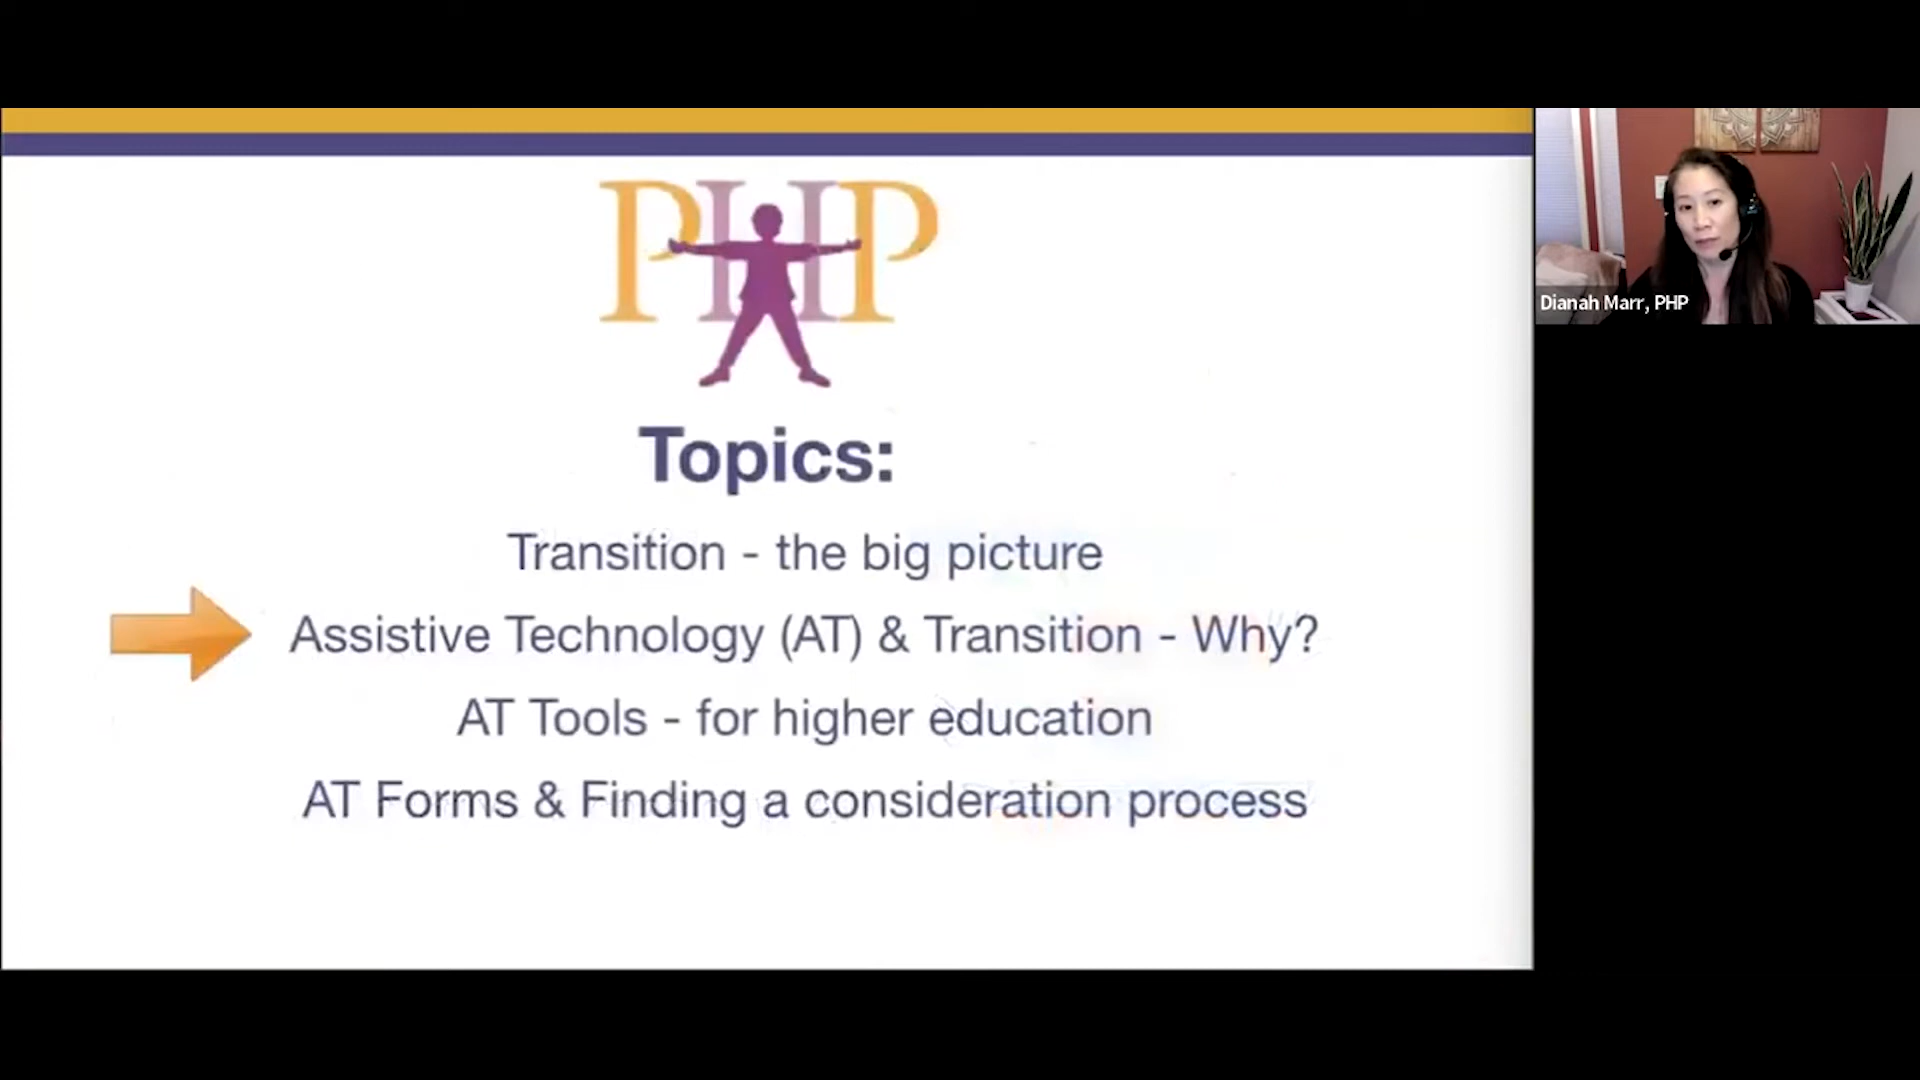 PHP
Topics:
Transition - the big picture
Assistive Technology (AT) & Transition - Why?
AT Tools - for higher education
AT Forms & Finding a consideration process
Dianah Marr, PHP